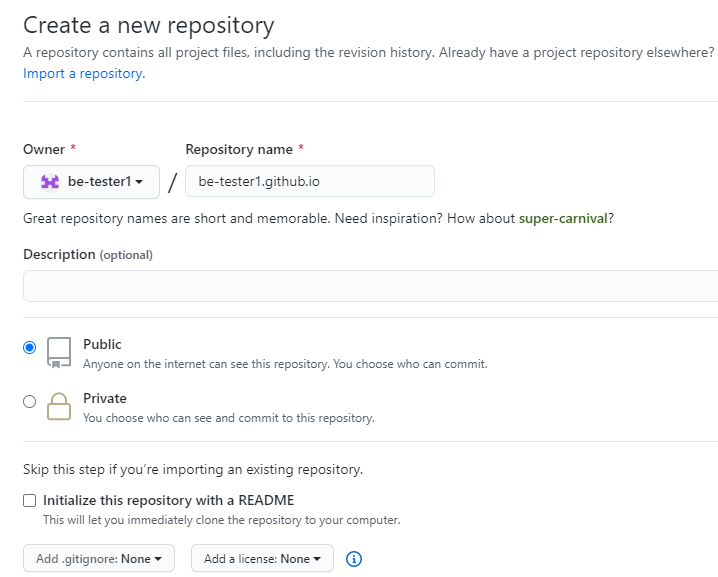 Create a new repository
A repository contains all project files, including the revision history. Already have a project repository elsewhere?
Import a repository.
Owner *
Repository name *
be-tester1
/
be-tester1.github.io
Great repository names are short and memorable. Need inspiration? How about super-carnival?
Description (optional)
Public
Anyone on the internet can see this repository. You choose who can commit.
Private
You choose who can see and commit to this repository.
Skip this step if you’re importing an existing repository.
Initialize this repository with a README
This will let you immediately clone the repository to your computer.
Add .gitignore: None
Add a license: None